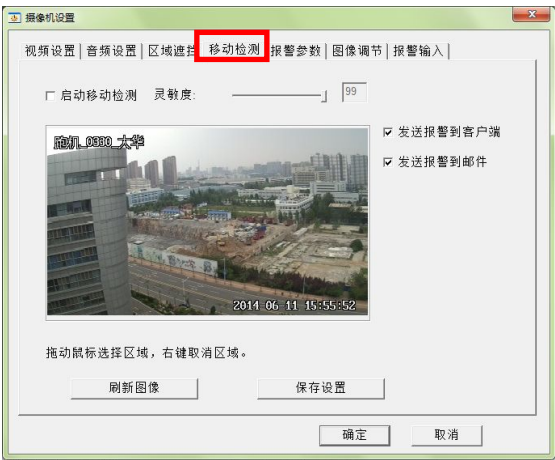 摄像机设置
视频设置 音频设置 区域遮挡 移动检测 报警参数 图像调节 报警输入
启动移动检测 灵敏度: 99
发送报警到客户端
发送报警到邮件
跑机_0330_大华
2014-06-11 15:55:52
拖动鼠标选择区域，右键取消区域。
刷新图像 保存设置
确定 取消